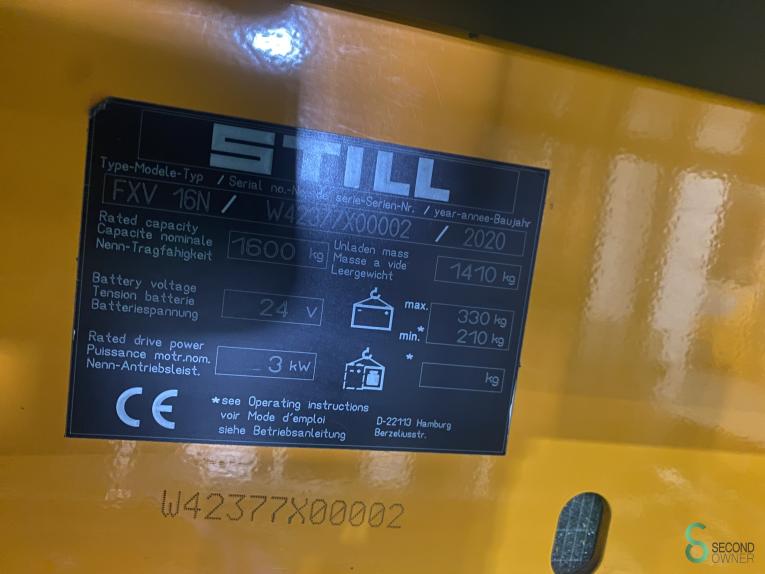 STILL
Type-Modele-Typ / Serial no.-No. de serie-Serien-Nr. / year-annee-Baujahr
FXV 16N / W42377X00002 / 2020
Rated capacity
Capacite nominale
Nenn-Tragfähigkeit
1600 kg
Unladen mass
Masse a vide
Leergewicht
1410 kg
Battery voltage
Tension batterie
Batteriespannung
24 V
max. 330 kg
min.* 210 kg
Rated drive power
Puissance motr.nom.
Nenn-Antriebsleist.
3 kW
* kg
CE
*see Operating instructions
voir Mode d'emploi
siehe Betriebsanleitung
D-22113 Hamburg
Berzeliusstr.
W42377X00002
SECOND
OWNER